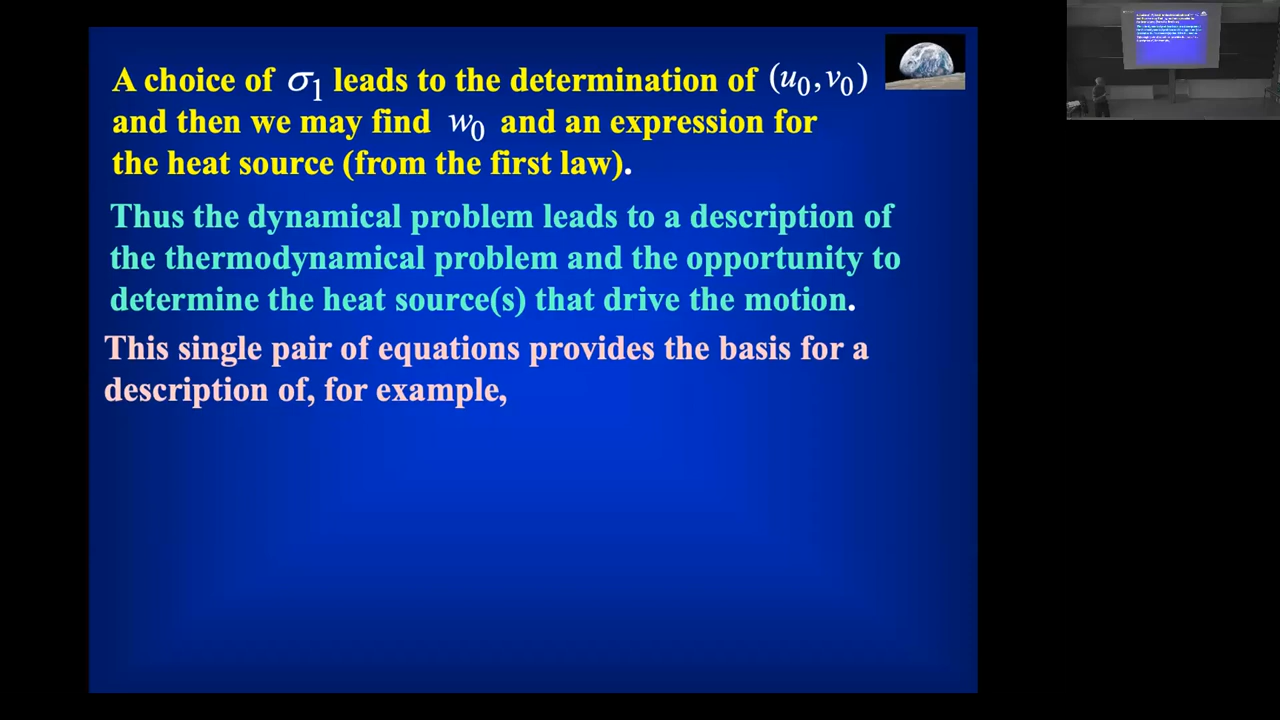 A choice of σ₁ leads to the determination of (u₀,v₀)
and then we may find w₀ and an expression for
the heat source (from the first law).
Thus the dynamical problem leads to a description of
the thermodynamical problem and the opportunity to
determine the heat source(s) that drive the motion.
This single pair of equations provides the basis for a
description of, for example,